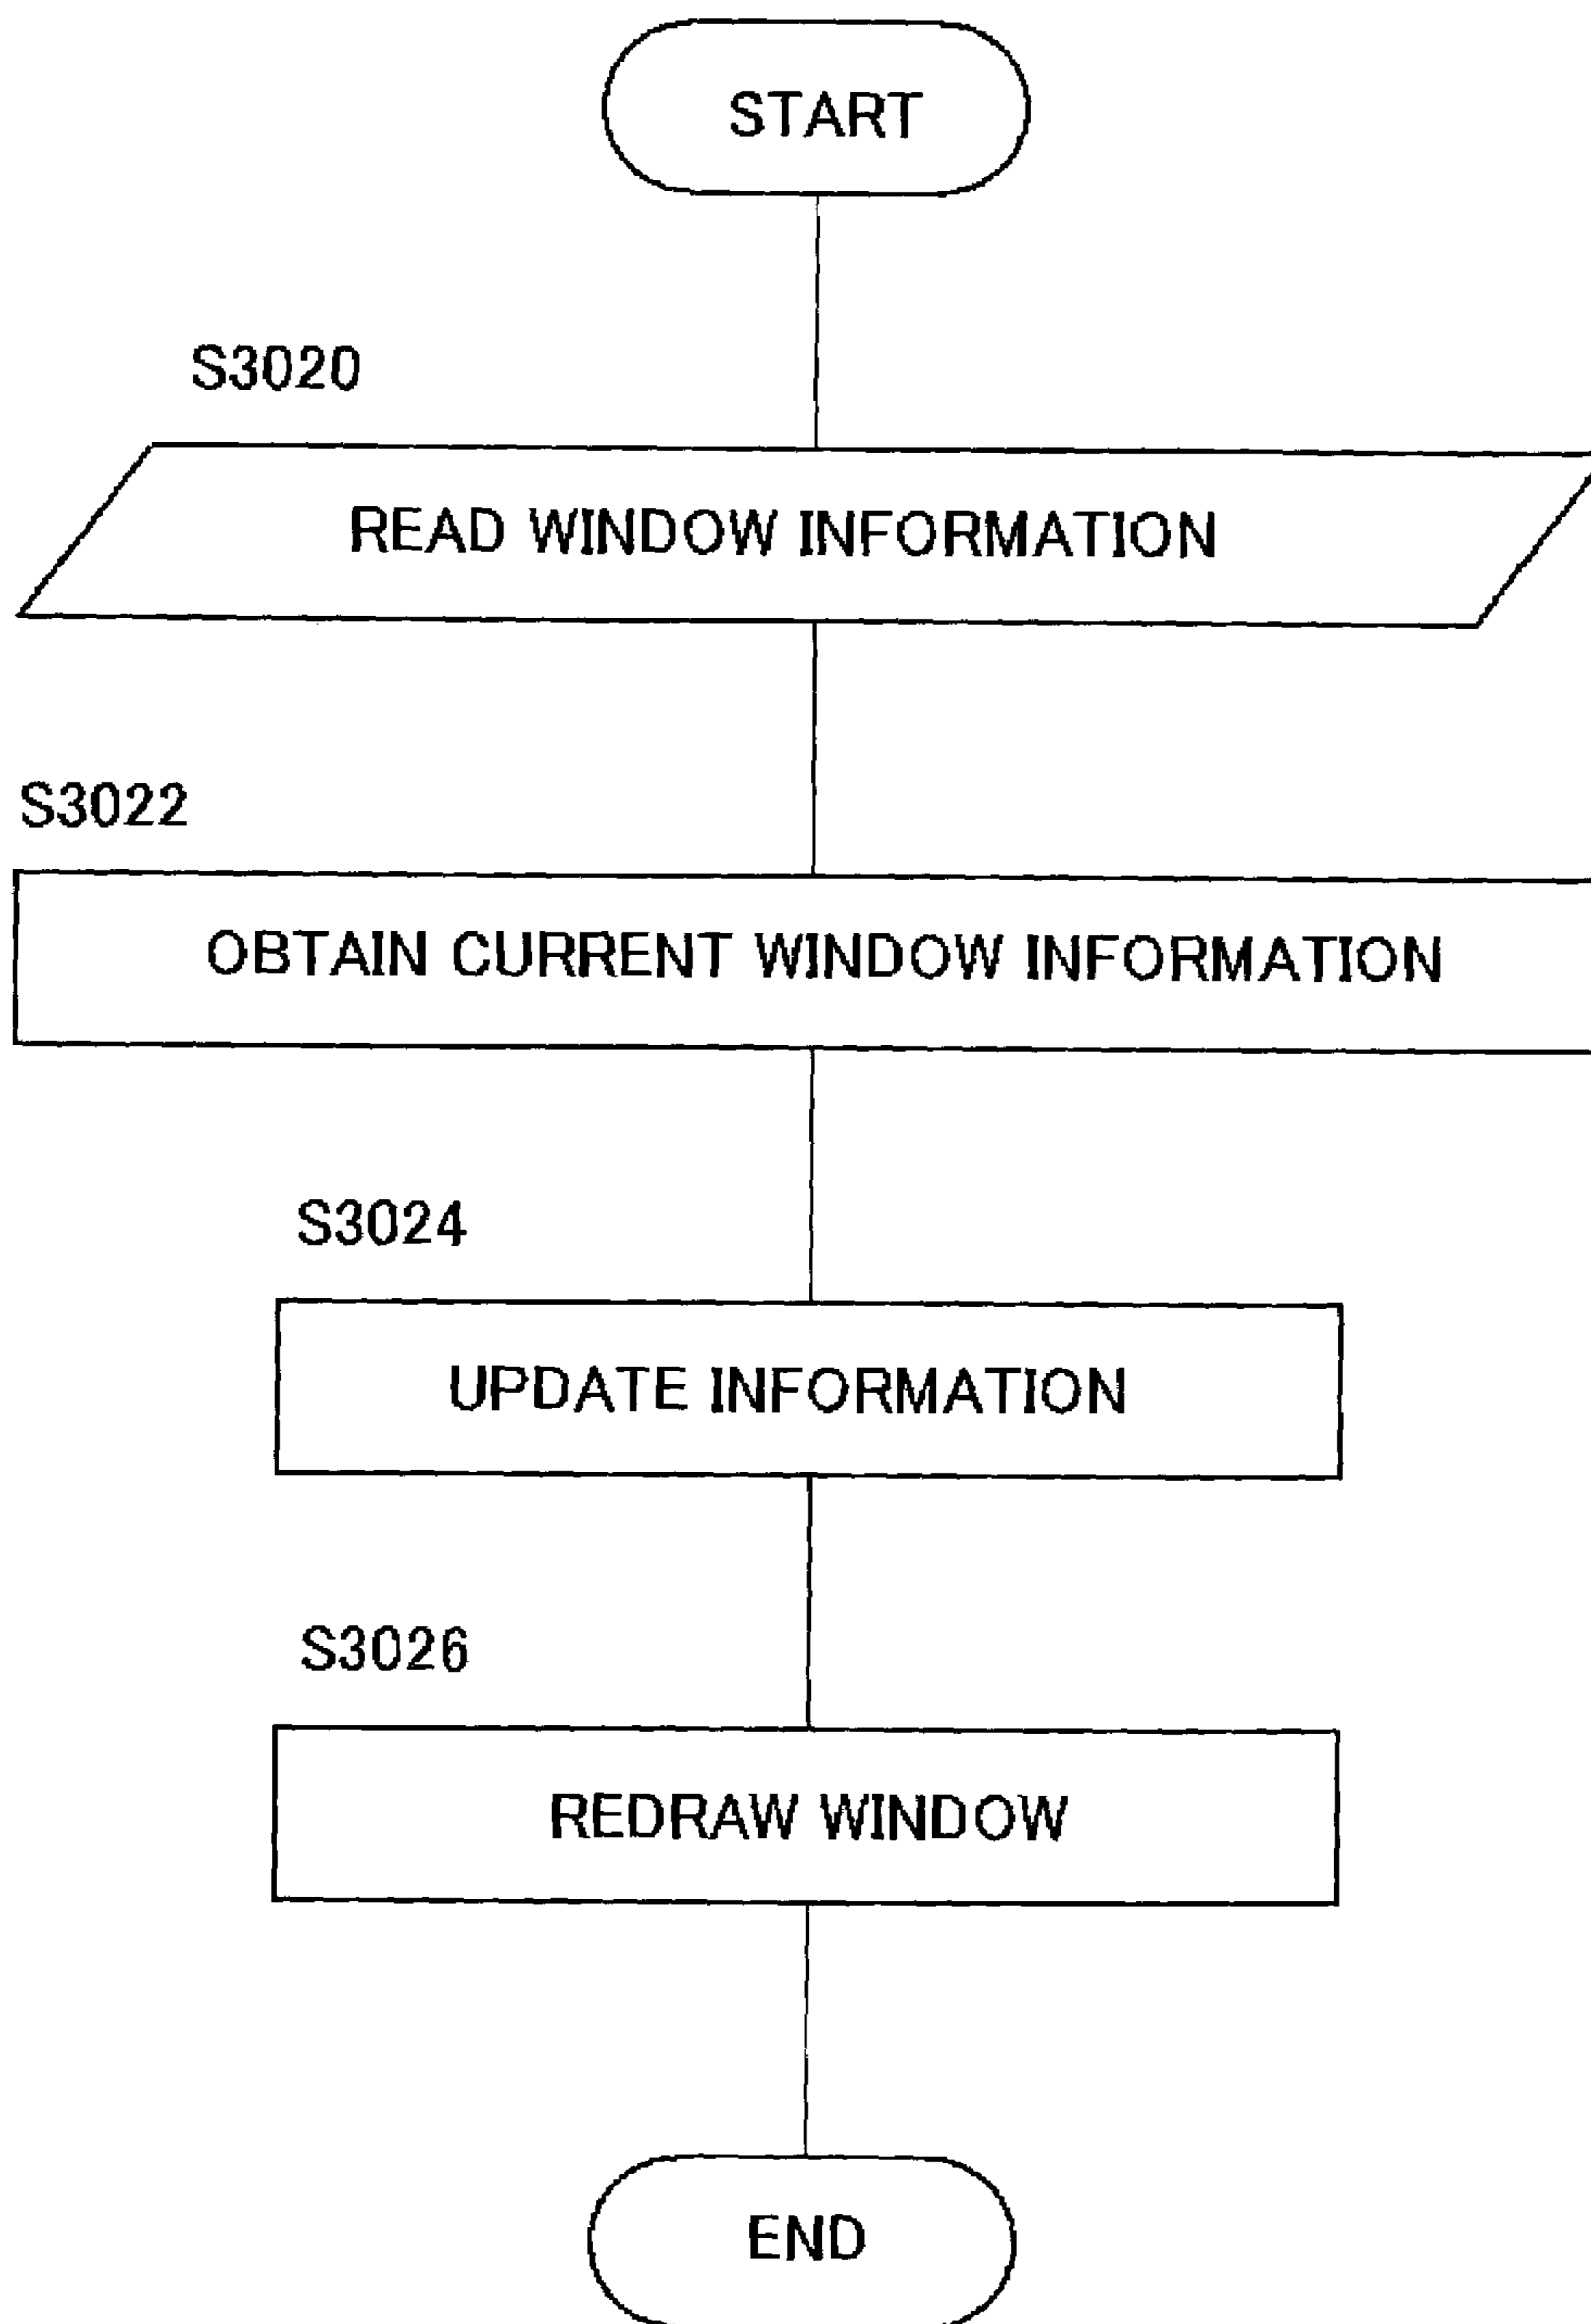 START
S3020
READ WINDOW INFORMATION
S3022
OBTAIN CURRENT WINDOW INFORMATION
S3024
UPDATE INFORMATION
S3026
REDRAW WINDOW
END